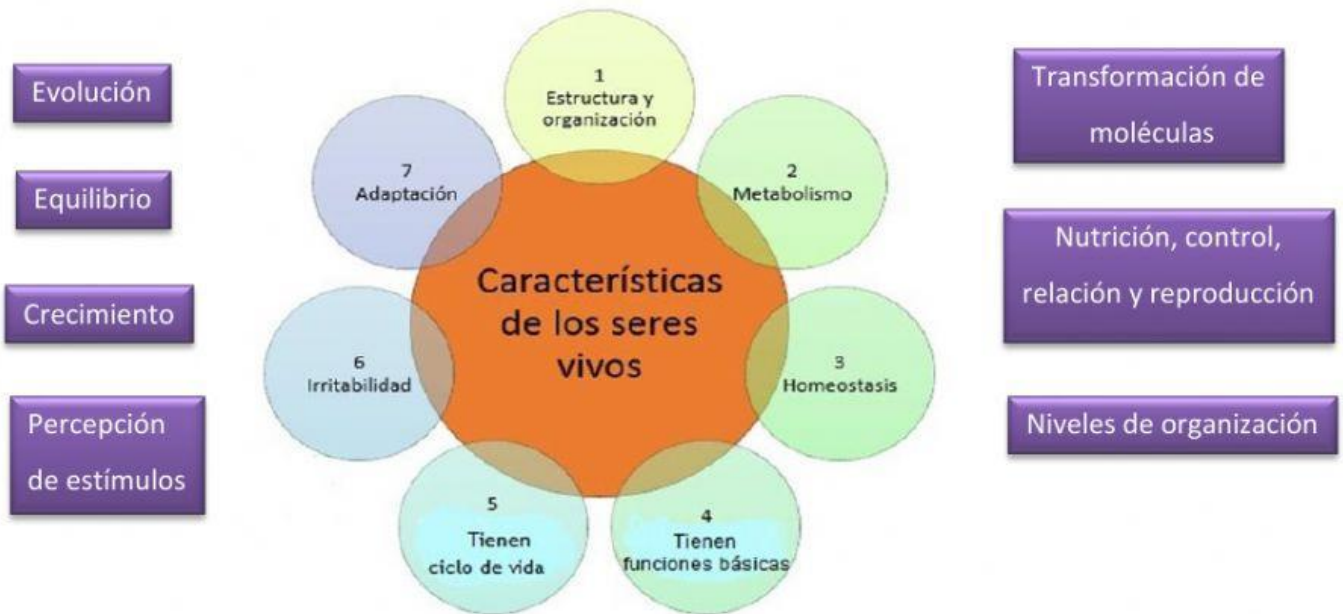 Evolución
Equilibrio
Crecimiento
Percepción
de estímulos
1
Estructura y
organización
2
Metabolismo
3
Homeostasis
4
Tienen
funciones básicas
5
Tienen
ciclo de vida
6
Irritabilidad
7
Adaptación
Característícas
de los seres
vivos
Transformación de
moléculas
Nutrición, control,
relación y reproducción
Niveles de organización